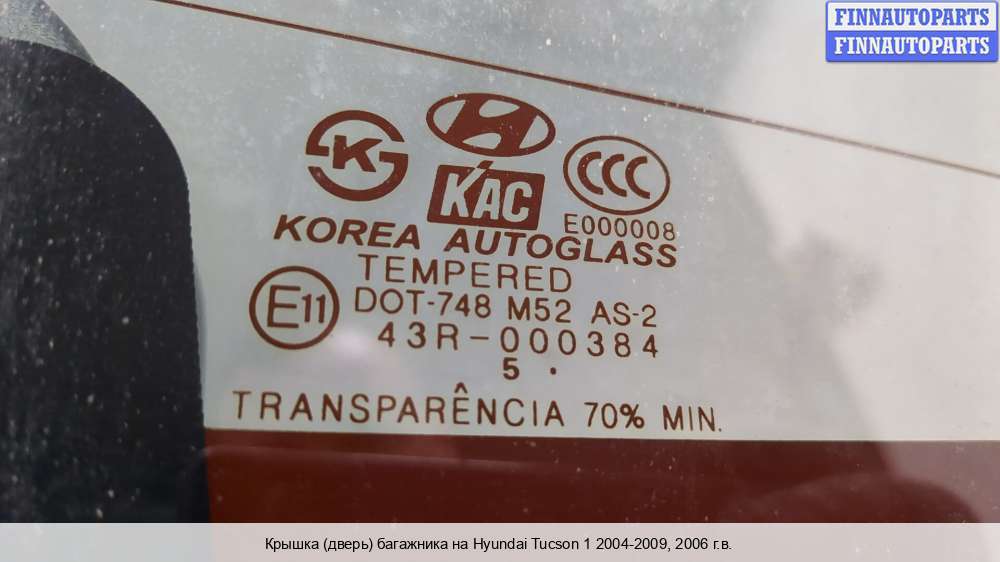 FINNAUTOPARTS
FINNAUTOPARTS
K
H
CCC
KAC
E000008
KOREA AUTOGLASS
TEMPERED
E11
DOT-748 M52 AS-2
43R-000384
5 .
TRANSPARÊNCIA 70% MIN.
Крышка (дверь) багажника на Hyundai Tucson 1 2004-2009, 2006 г.в.